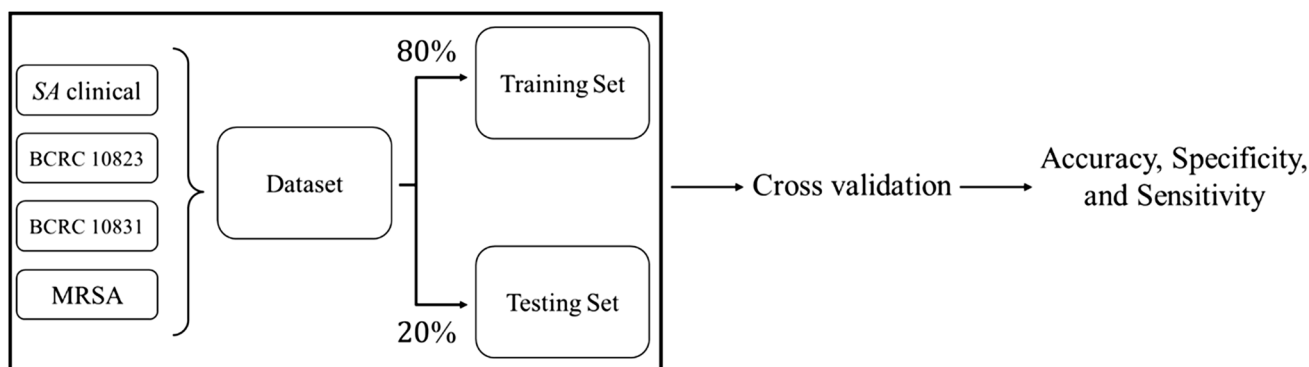 SA clinical
BCRC 10823
BCRC 10831
MRSA
Dataset
80%
Training Set
20%
Testing Set
Cross validation
Accuracy, Specificity,
and Sensitivity